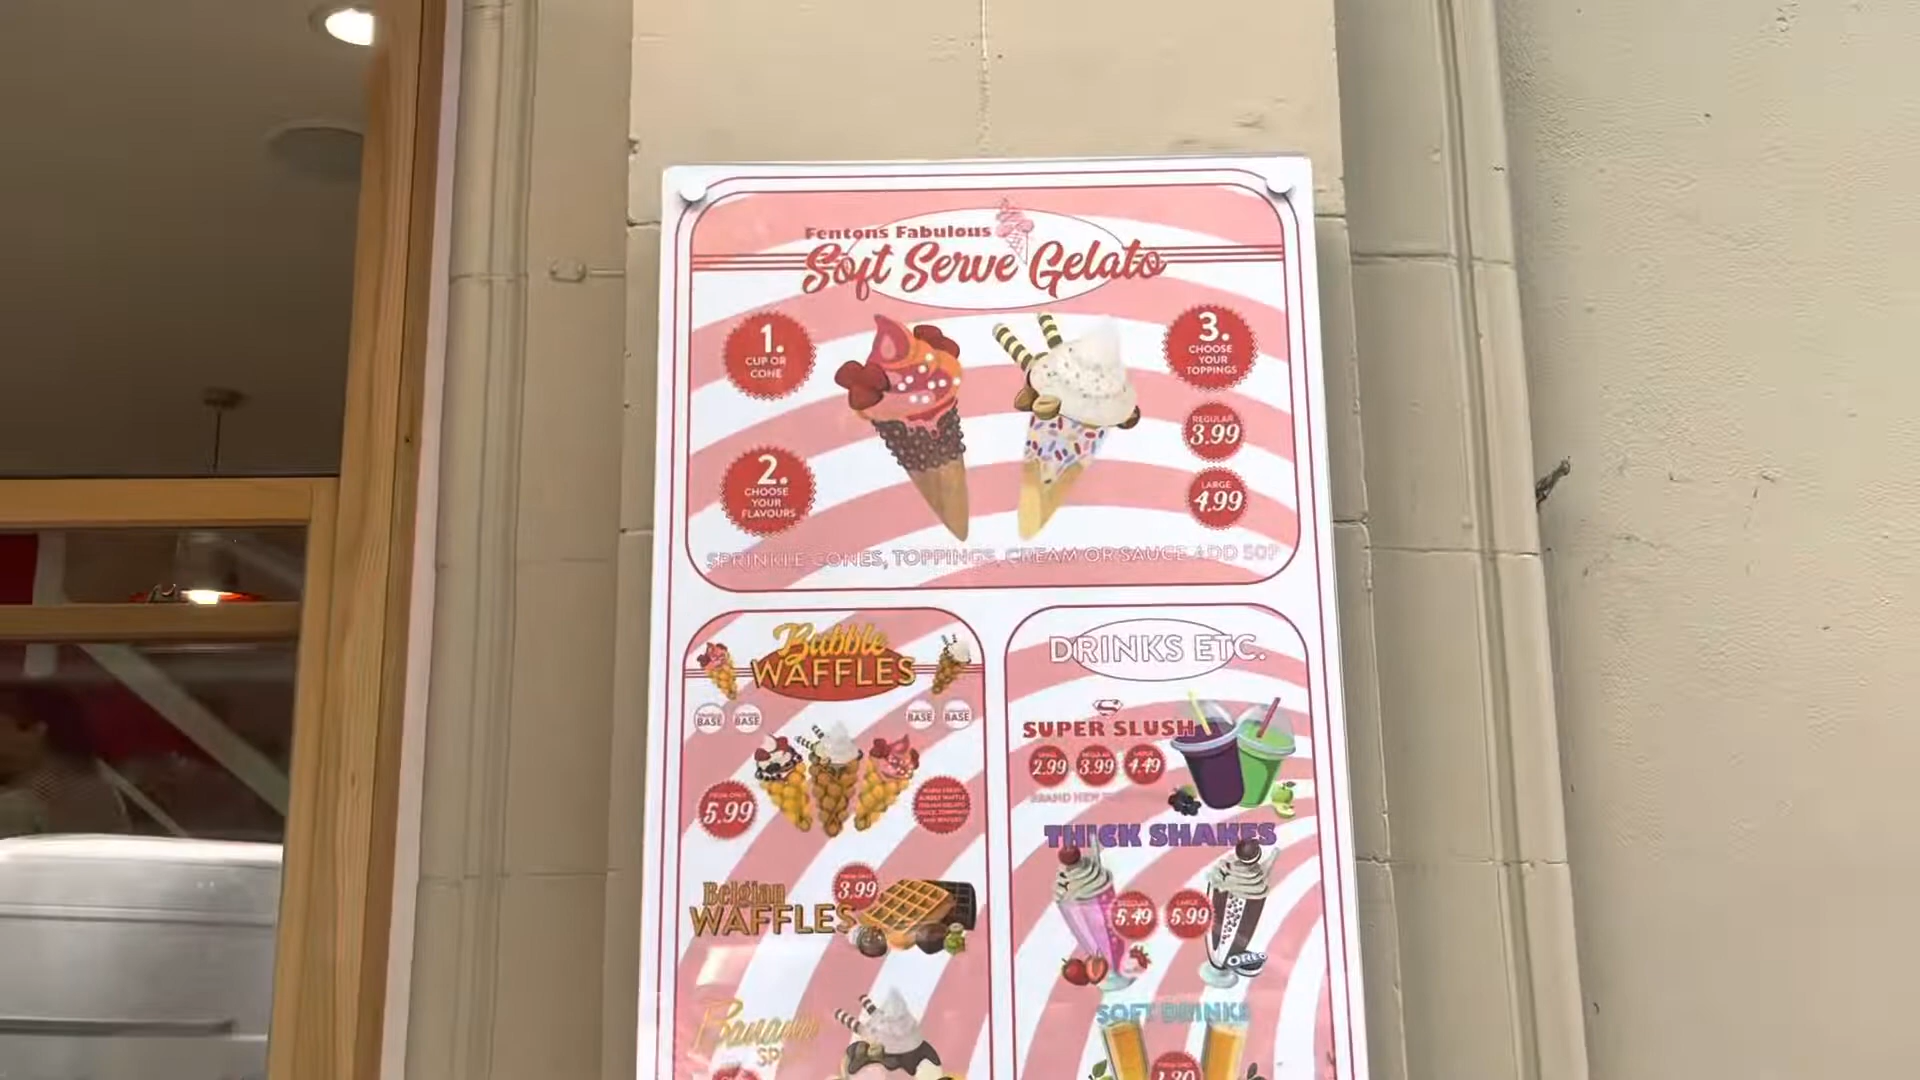 Fentons Fabulous
Soft Serve Gelato
1.
CUP OR
CONE
2.
CHOOSE
YOUR
FLAVOURS
3.
CHOOSE
YOUR
TOPPINGS
REGULAR
3.99
LARGE
4.99
SPRINKLE CONES, TOPPINGS, CREAM OR SAUCE ADD 50P
Bubble
WAFFLES
BASE
BASE
BASE
BASE
FROM ONLY
5.99
Belgian
WAFFLES
FROM ONLY
3.99
Banana
DRINKS ETC.
SUPER SLUSH
2.99
REGULAR
3.99
LARGE
4.49
BRAND NEW
THICK SHAKES
REGULAR
5.49
LARGE
5.99
OREO
SOFT DRINKS